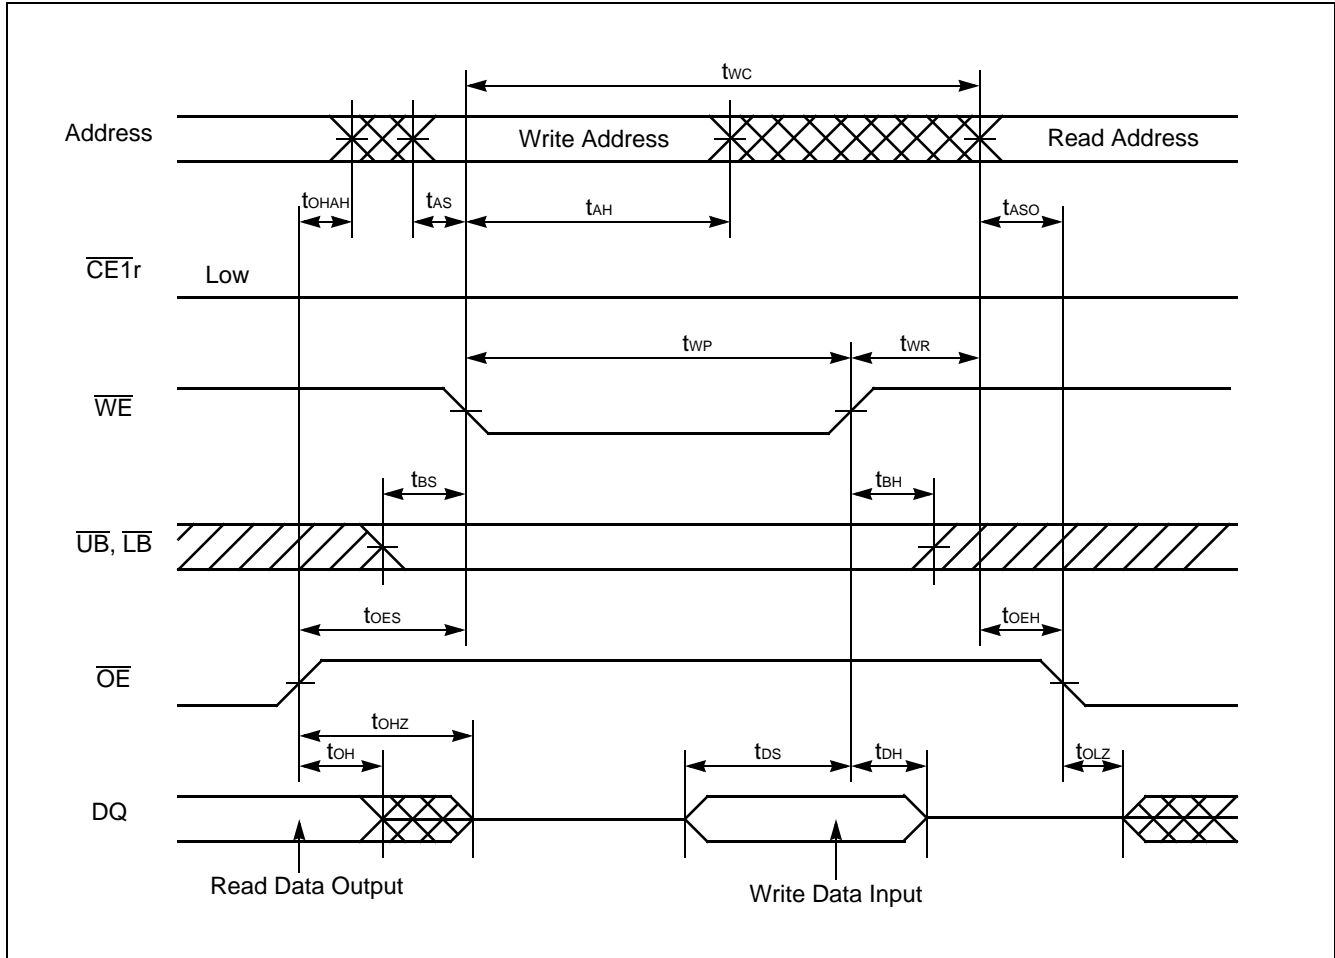 tWC
Address
Write Address
Read Address
tOHAH
tAS
tAH
tASO
CE1r
Low
tWP
tWR
WE
tBS
tBH
UB, LB
tOES
tOEH
OE
tOHZ
tOH
tDS
tDH
tOLZ
DQ
Read Data Output
Write Data Input